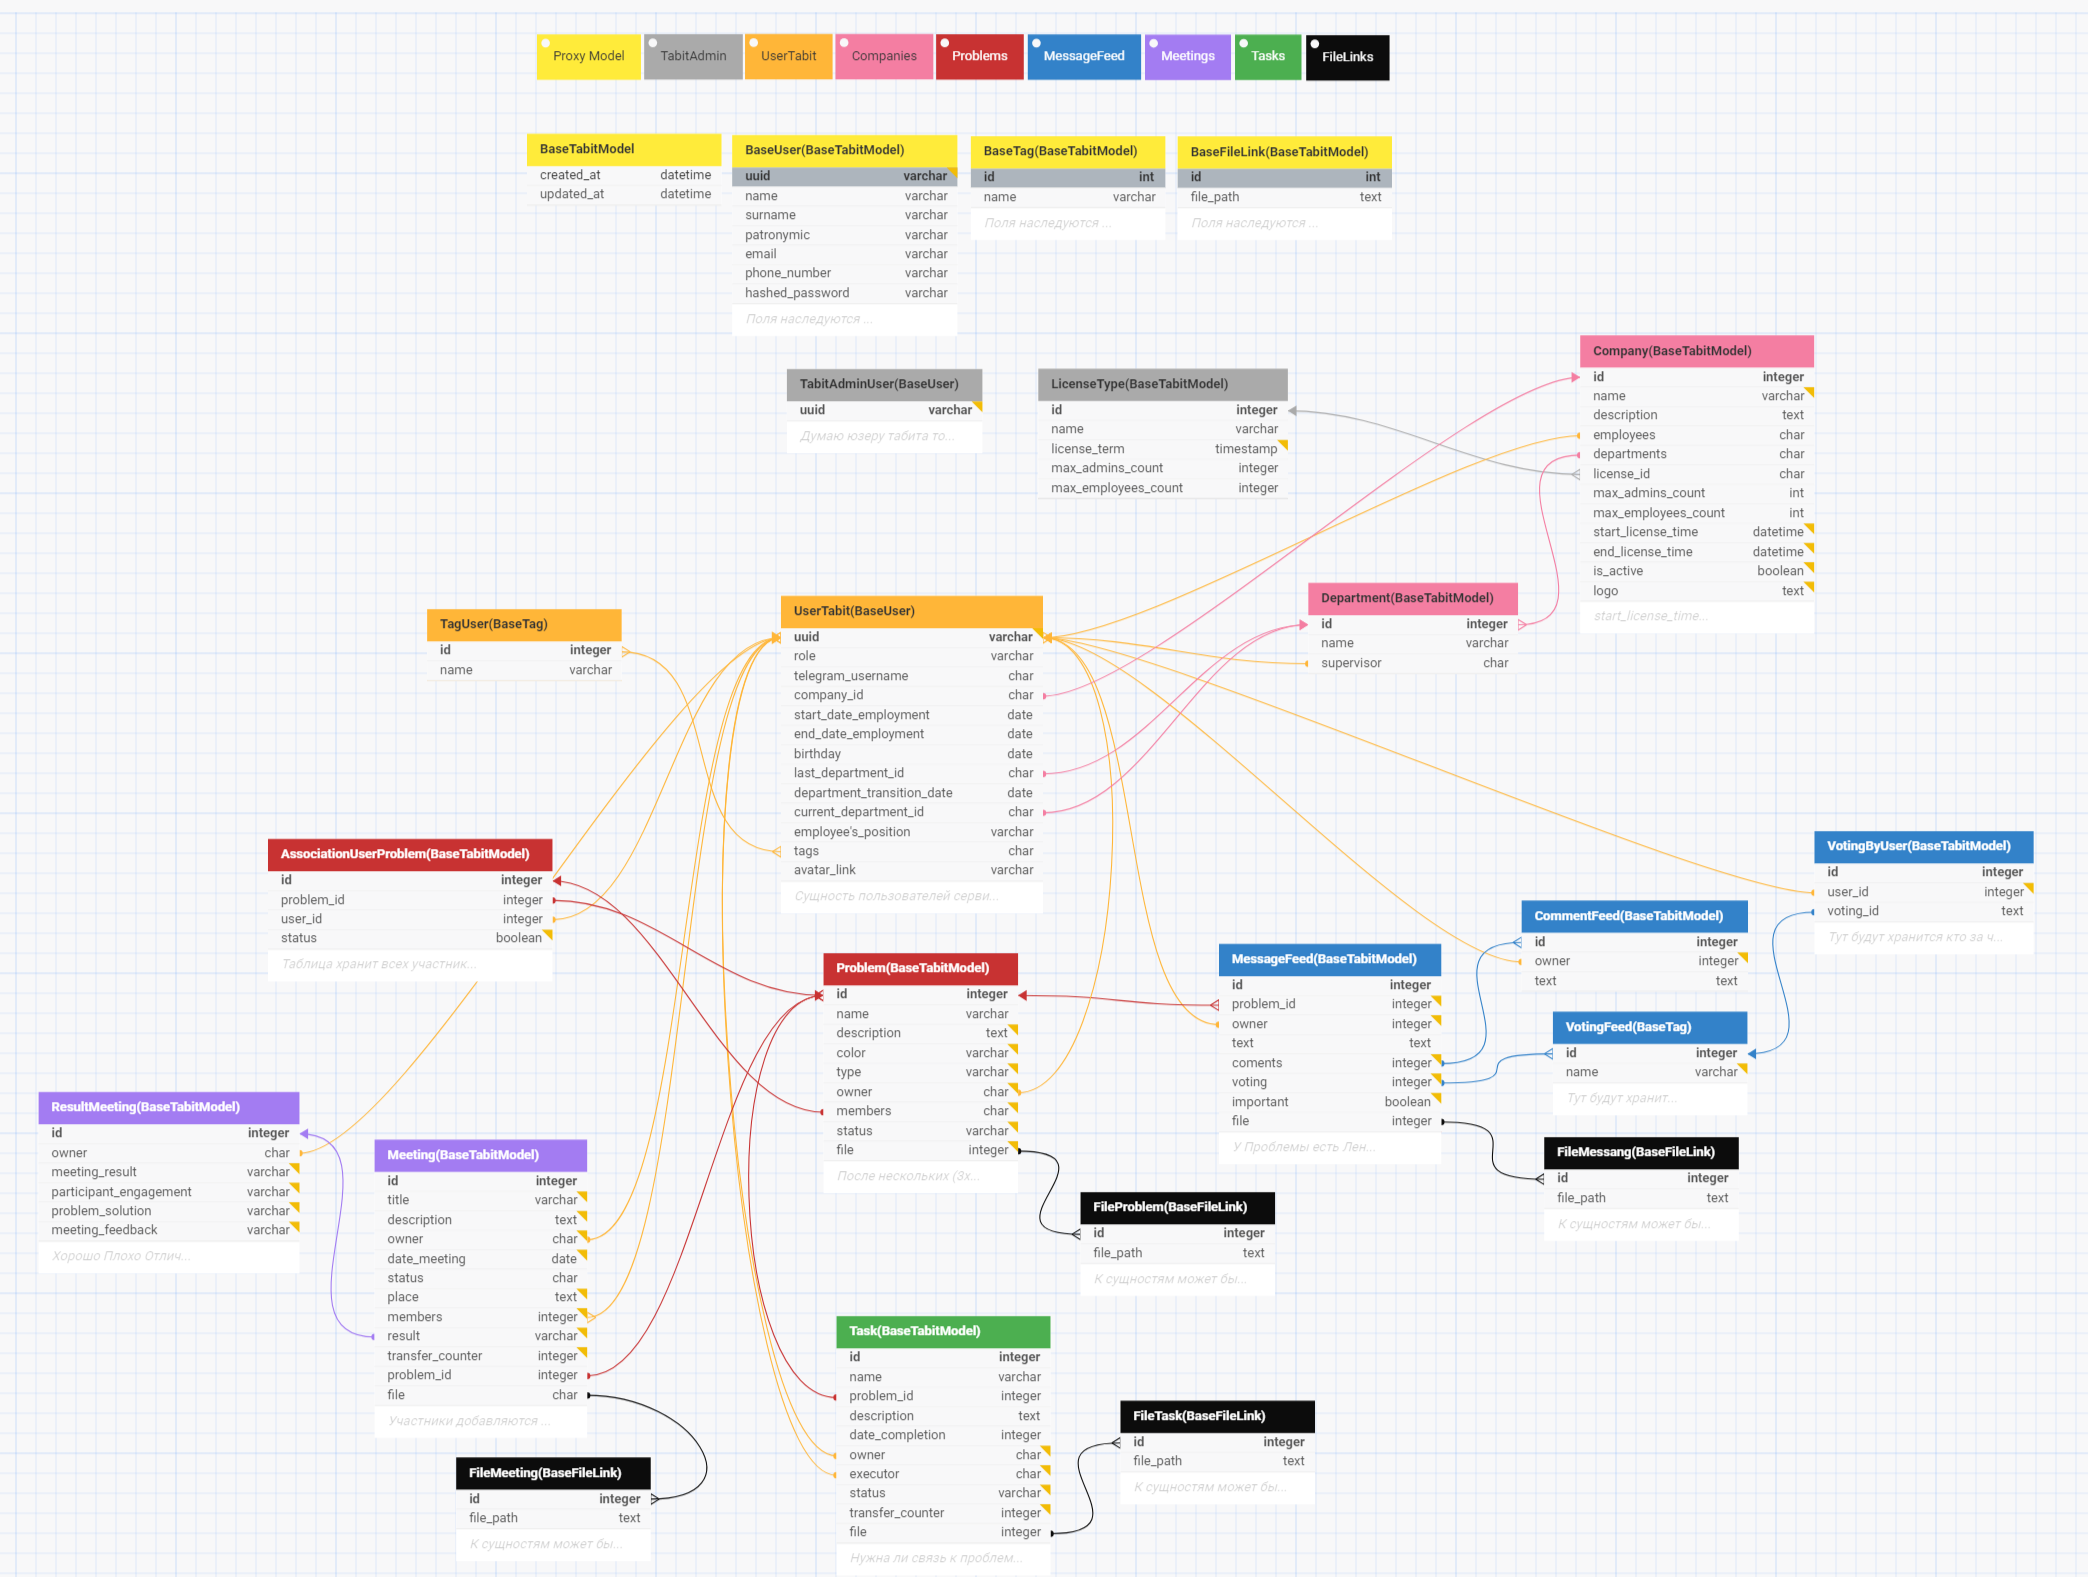 Proxy Model
TabitAdmin
UserTabit
Companies
Problems
MessageFeed
Meetings
Tasks
FileLinks
BaseTabitModel
created_at datetime
updated_at datetime
BaseUser(BaseTabitModel)
uuid varchar
name varchar
surname varchar
patronymic varchar
email varchar
phone_number varchar
hashed_password varchar
Поля наследуются ...
BaseTag(BaseTabitModel)
id int
name varchar
Поля наследуются ...
BaseFileLink(BaseTabitModel)
id int
file_path text
Поля наследуются ...
TabitAdminUser(BaseUser)
uuid varchar
Думаю юзеру табита то...
LicenseType(BaseTabitModel)
id integer
name varchar
license_term timestamp
max_admins_count integer
max_employees_count integer
Company(BaseTabitModel)
id integer
name varchar
description text
employees char
departments char
license_id char
max_admins_count int
max_employees_count int
start_license_time datetime
end_license_time datetime
is_active boolean
logo text
start_license_time...
TagUser(BaseTag)
id integer
name varchar
UserTabit(BaseUser)
uuid varchar
role varchar
telegram_username char
company_id char
start_date_employment date
end_date_employment date
birthday date
last_department_id char
department_transition_date date
current_department_id char
employee's_position varchar
tags char
avatar_link varchar
Сущность пользователей серви...
Department(BaseTabitModel)
id integer
name varchar
supervisor char
AssociationUserProblem(BaseTabitModel)
id integer
problem_id integer
user_id integer
status boolean
Таблица хранит всех участник...
VotingByUser(BaseTabitModel)
id integer
user_id integer
voting_id text
Тут будут хранится кто за ч...
CommentFeed(BaseTabitModel)
id integer
owner integer
text text
MessageFeed(BaseTabitModel)
id integer
problem_id integer
owner integer
text text
coments integer
voting integer
important boolean
file integer
У Проблемы есть Лен...
Problem(BaseTabitModel)
id integer
name varchar
description text
color varchar
type varchar
owner char
members char
status varchar
file integer
После нескольких (3х...
VotingFeed(BaseTag)
id integer
name varchar
Тут будут хранит...
ResultMeeting(BaseTabitModel)
id integer
owner char
meeting_result varchar
participant_engagement varchar
problem_solution varchar
meeting_feedback varchar
Хорошо Плохо Отлич...
Meeting(BaseTabitModel)
id integer
title varchar
description text
owner char
date_meeting date
status char
place text
members integer
result varchar
transfer_counter integer
problem_id integer
file char
Участники добавляются ...
FileMessang(BaseFileLink)
id integer
file_path text
К сущностям может бы...
FileProblem(BaseFileLink)
id integer
file_path text
К сущностям может бы...
Task(BaseTabitModel)
id integer
name varchar
problem_id integer
description text
date_completion integer
owner char
executor char
status varchar
transfer_counter integer
file integer
Нужна ли связь к проблем...
FileTask(BaseFileLink)
id integer
file_path text
К сущностям может бы...
FileMeeting(BaseFileLink)
id integer
file_path text
К сущностям может бы...